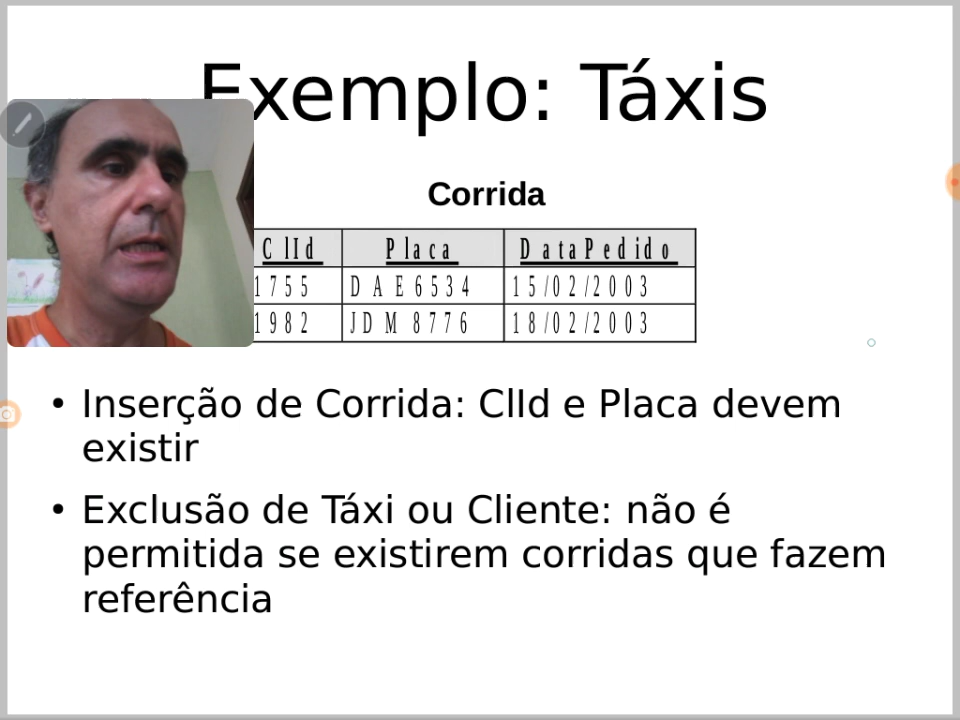 Exemplo: Táxis
Corrida
ClId Placa DataPedido
1755 DAE6534 15/02/2003
1982 JDM8776 18/02/2003
• Inserção de Corrida: ClId e Placa devem
existir
• Exclusão de Táxi ou Cliente: não é
permitida se existirem corridas que fazem
referência